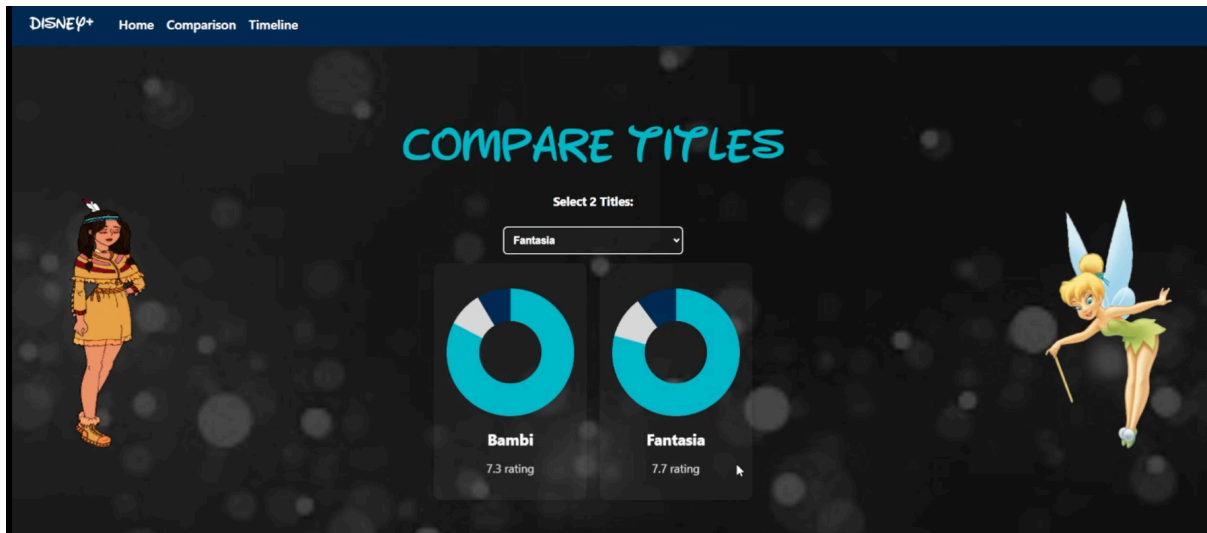 DISNEY+ Home Comparison Timeline
COMPARE TITLES
Select 2 Titles:
Fantasia
Bambi
7.3 rating
Fantasia
7.7 rating